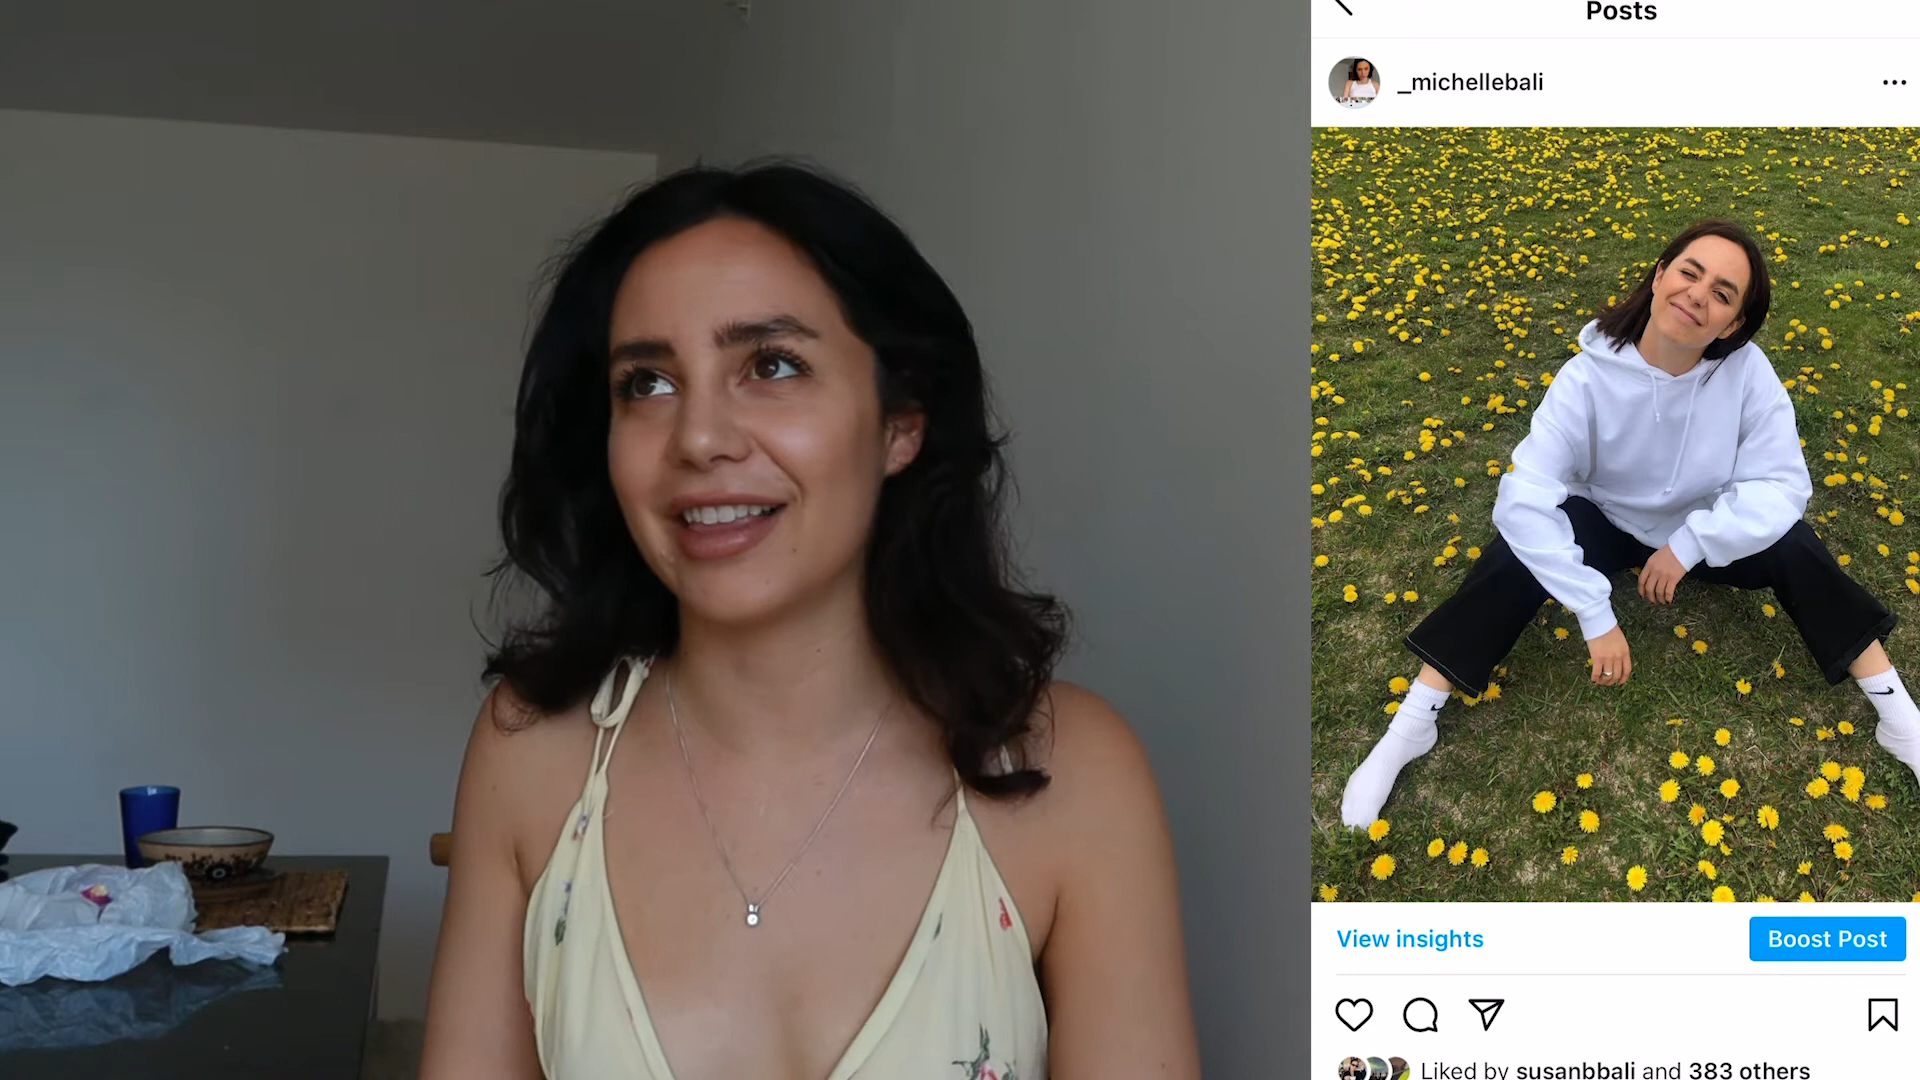 Posts
_michellebali
View insights
Boost Post
Liked by susanbbali and 383 others